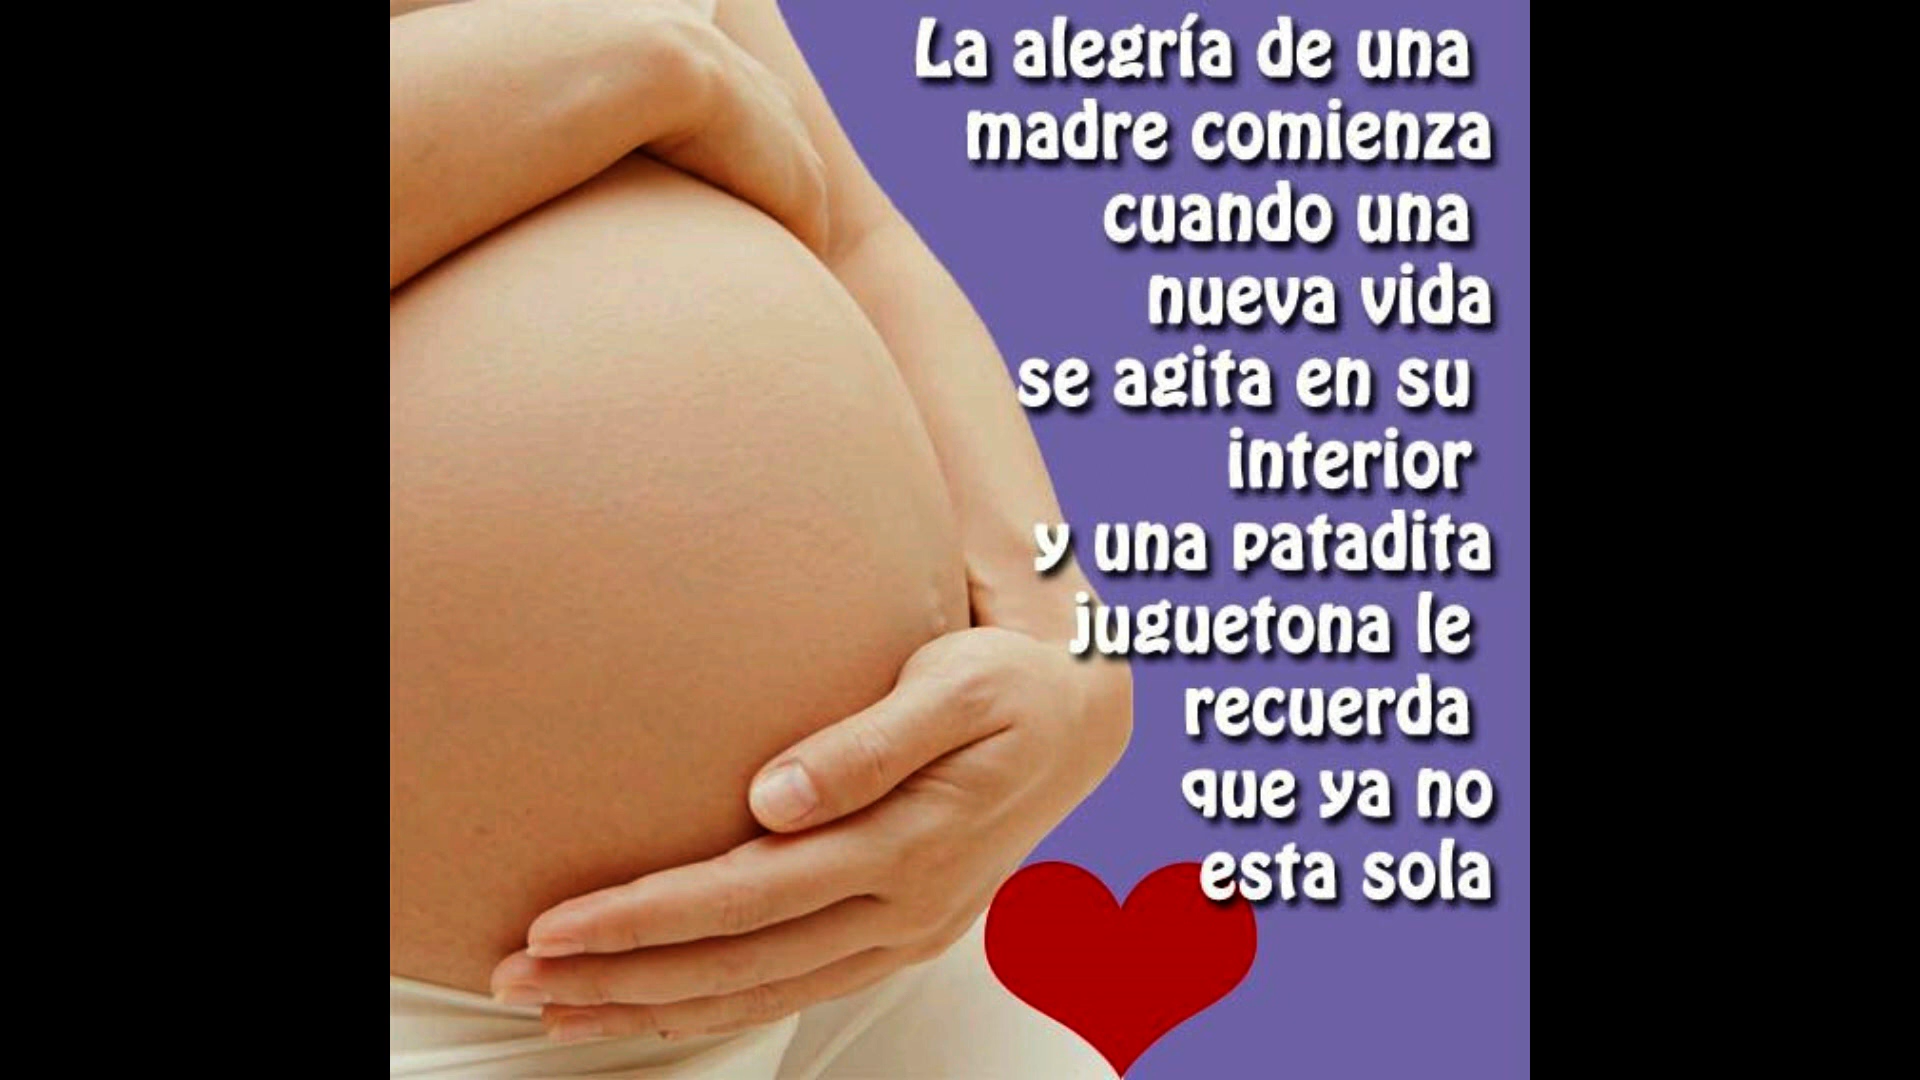 La alegría de una
madre comienza
cuando una
nueva vida
se agita en su
interior
y una patadita
juguetona le
recuerda
que ya no
esta sola